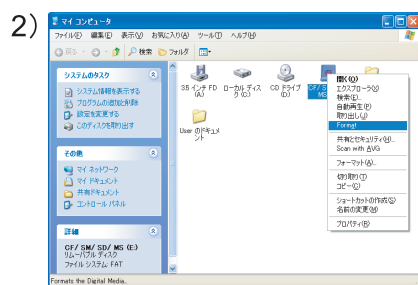 2)
マイ コンピュータ
ファイル(F) 編集(E) 表示(V) お気に入り(A) ツール(T) ヘルプ(H)
戻る 検索 フォルダ
システムのタスク
システム情報を表示する
プログラムの追加と削除
設定を変更する
このディスクを取り出す
その他
マイ ネットワーク
マイ ドキュメント
共有ドキュメント
コントロール パネル
詳細
CF/ SM/ SD/ MS (E:)
リムーバブル ディスク
ファイル システム: FAT
3.5 インチ FD (A:)
ローカル ディスク (C:)
CD ドライブ (D:)
CF/ S
MS
User のドキュメント
開く(O)
エクスプローラ(X)
検索(E)...
自動再生(P)
取り出し(J)
Format
共有とセキュリティ(H)...
Scan with AVG
フォーマット(A)...
切り取り(T)
コピー(C)
ショートカットの作成(S)
名前の変更(M)
プロパティ(R)
Formats the Digital Media.